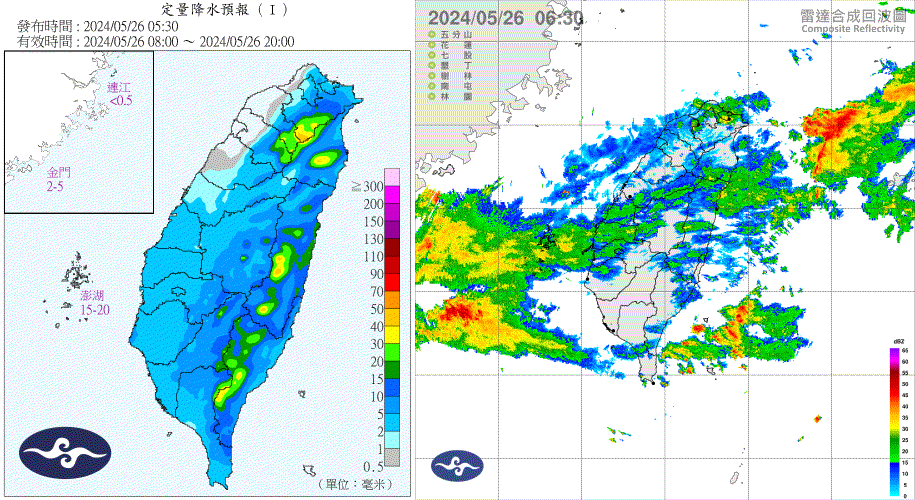 定量降水預報 ( I )
發布時間 : 2024/05/26 05:30
有效時間 : 2024/05/26 08:00 ～ 2024/05/26 20:00
連江
<0.5
金門
2-5
澎湖
15-20
≥
300
200
150
130
110
90
70
50
40
30
20
15
10
5
2
1
0.5
(單位：毫米)
2024/05/26 06:30
雷達合成回波圖
Composite Reflectivity
五分山
花蓮
七股
墾丁
樹林
南屯
林園
dBZ
65
60
55
50
45
40
35
30
25
20
15
10
5
0